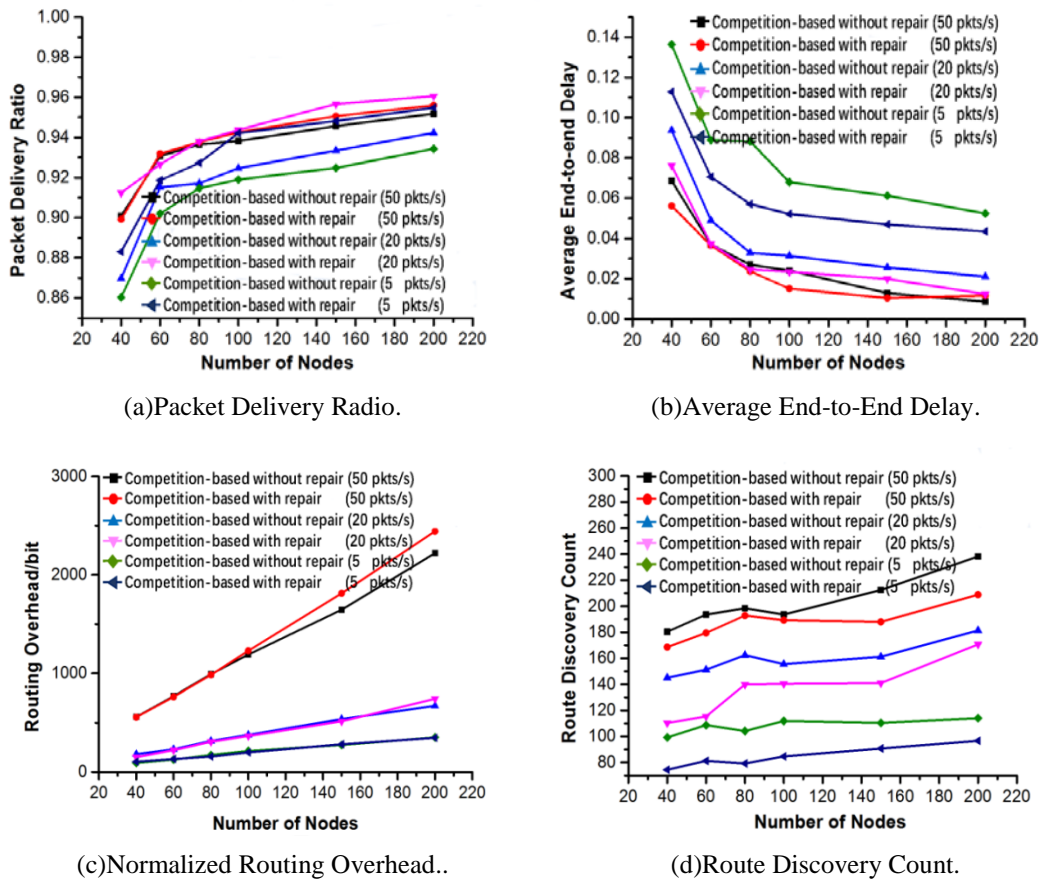 1.00
0.98
0.96
0.94
0.92
0.90
0.88
0.86
Packet Delivery Ratio
Competition-based without repair (50 pkts/s)
Competition-based with repair (50 pkts/s)
Competition-based without repair (20 pkts/s)
Competition-based with repair (20 pkts/s)
Competition-based without repair (5 pkts/s)
Competition-based with repair (5 pkts/s)
20 40 60 80 100 120 140 160 180 200 220
Number of Nodes
(a)Packet Delivery Radio.
0.14
0.12
0.10
0.08
0.06
0.04
0.02
0.00
Average End-to-end Delay
Competition-based without repair (50 pkts/s)
Competition-based with repair (50 pkts/s)
Competition-based without repair (20 pkts/s)
Competition-based with repair (20 pkts/s)
Competition-based without repair (5 pkts/s)
Competition-based with repair (5 pkts/s)
20 40 60 80 100 120 140 160 180 200 220
Number of Nodes
(b)Average End-to-End Delay.
3000
2000
1000
0
Routing Overhead/bit
Competition-based without repair (50 pkts/s)
Competition-based with repair (50 pkts/s)
Competition-based without repair (20 pkts/s)
Competition-based with repair (20 pkts/s)
Competition-based without repair (5 pkts/s)
Competition-based with repair (5 pkts/s)
20 40 60 80 100 120 140 160 180 200 220
Number of Nodes
(c)Normalized Routing Overhead..
300
290
280
260
240
220
200
180
160
140
120
100
80
Route Discovery Count
Competition-based without repair (50 pkts/s)
Competition-based with repair (50 pkts/s)
Competition-based without repair (20 pkts/s)
Competition-based with repair (20 pkts/s)
Competition-based without repair (5 pkts/s)
Competition-based with repair (5 pkts/s)
20 40 60 80 100 120 140 160 180 200 220
Number of Nodes
(d)Route Discovery Count.